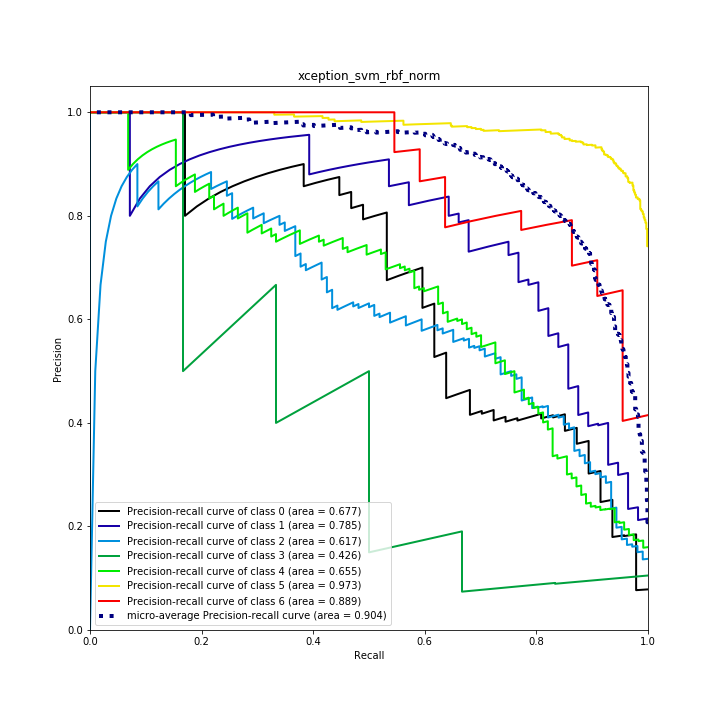 xception_svm_rbf_norm
1.0
0.8
0.6
0.4
0.2
0.0
Precision
Precision-recall curve of class 0 (area = 0.677)
Precision-recall curve of class 1 (area = 0.785)
Precision-recall curve of class 2 (area = 0.617)
Precision-recall curve of class 3 (area = 0.426)
Precision-recall curve of class 4 (area = 0.655)
Precision-recall curve of class 5 (area = 0.973)
Precision-recall curve of class 6 (area = 0.889)
micro-average Precision-recall curve (area = 0.904)
0.0 0.2 0.4 0.6 0.8 1.0
Recall